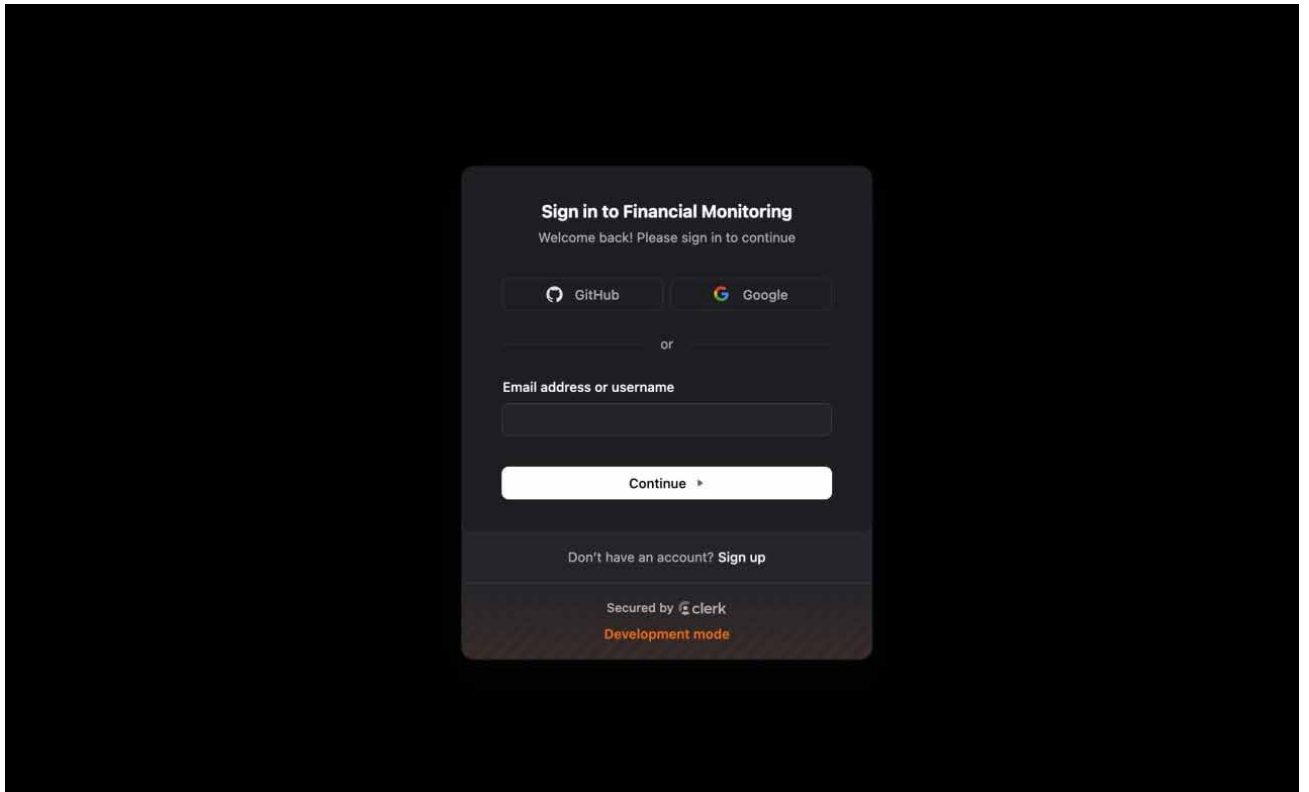 Sign in to Financial Monitoring
Welcome back! Please sign in to continue
GitHub
Google
or
Email address or username
Continue
Don't have an account? Sign up
Secured by clerk
Development mode